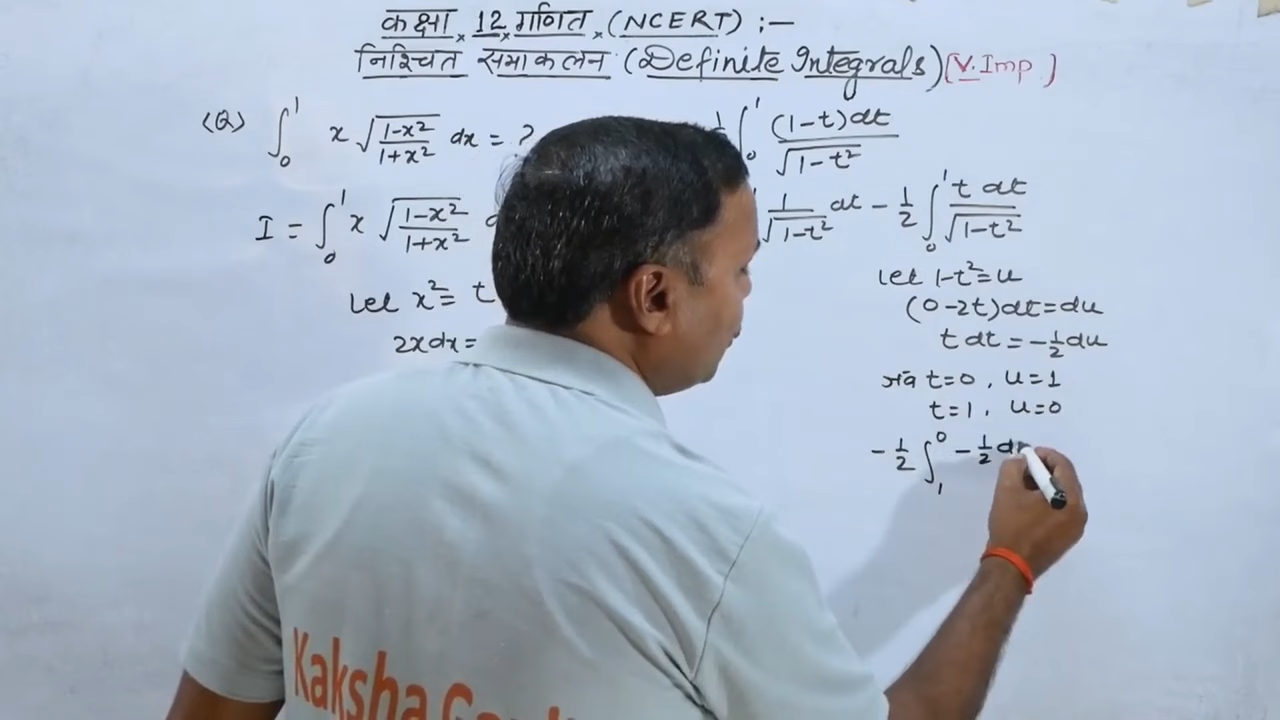 कक्षा × 12 × गणित × (NCERT) :—
निश्चित समाकलन (Definite Integrals) [V. Imp]
<Q> ∫₀¹ x √((1-x²)/(1+x²)) dx = ?
I = ∫₀¹ x √((1-x²)/(1+x²))
Let x² = t
2x dx =
∫₀¹ (1-t)dt/√(1-t²)
1/√(1-t²) dt - 1/2 ∫₀¹ t dt/√(1-t²)
Let 1-t² = u
(0-2t)dt = du
t dt = -1/2 du
जब t=0, u=1
t=1, u=0
-1/2 ∫₁⁰ -1/2 d
Kaksha